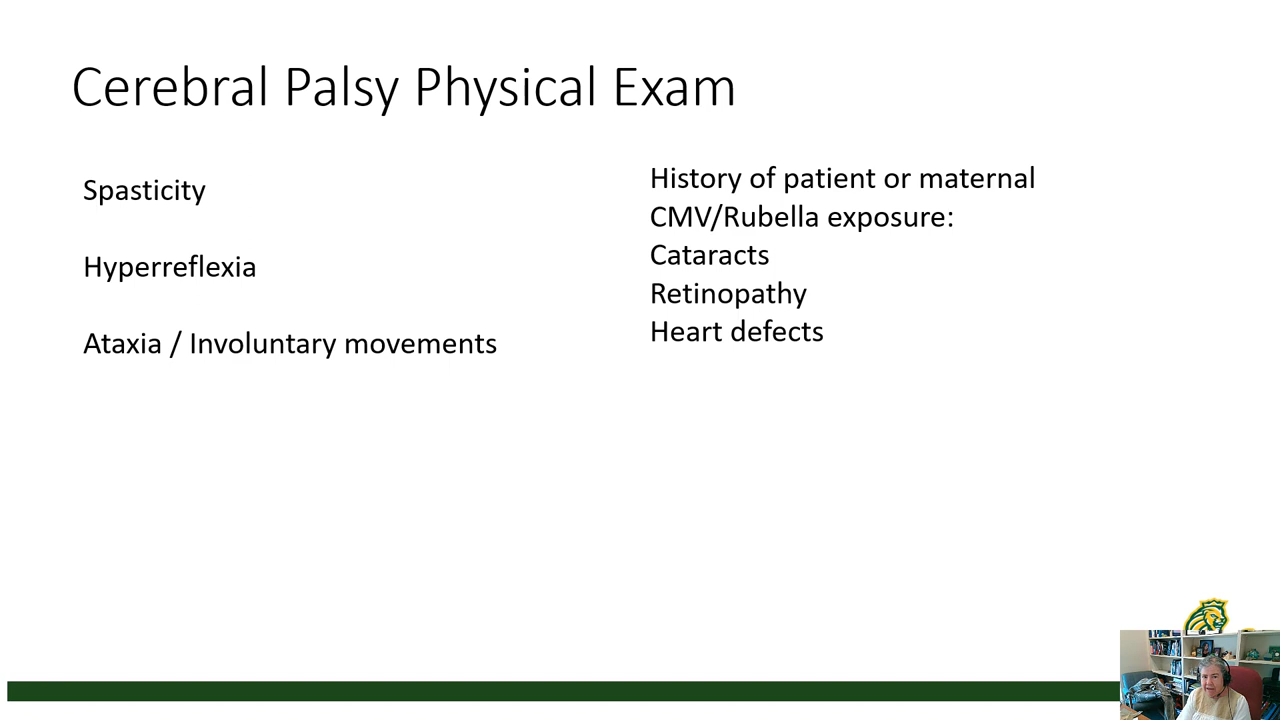 Cerebral Palsy Physical Exam
Spasticity
Hyperreflexia
Ataxia / Involuntary movements
History of patient or maternal
CMV/Rubella exposure:
Cataracts
Retinopathy
Heart defects